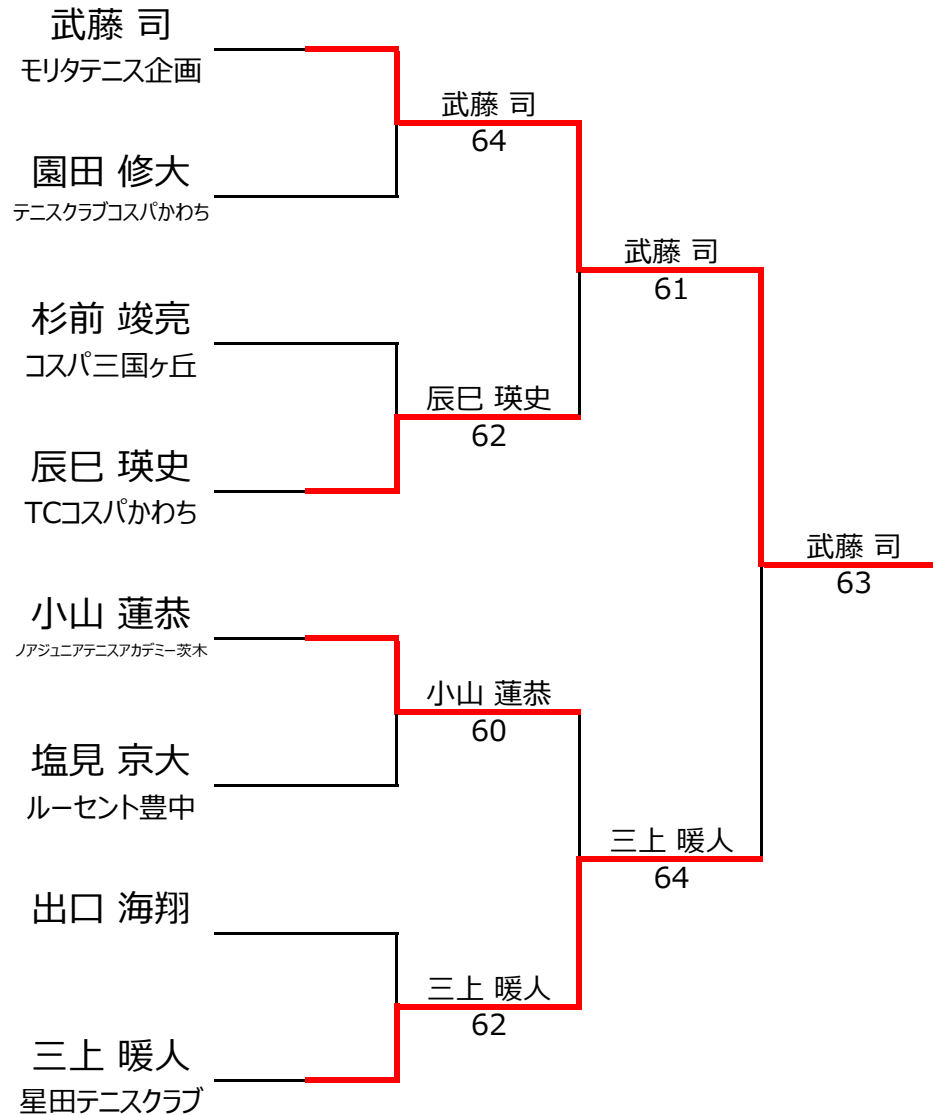 武藤 司
モリタテニス企画
武藤 司
64
園田 修大
テニスクラブコスパかわち
武藤 司
61
杉前 竣亮
コスパ三国ヶ丘
辰巳 瑛史
62
辰巳 瑛史
TCコスパかわち
武藤 司
63
小山 蓮恭
ノアジュニアテニスアカデミー茨木
小山 蓮恭
60
塩見 京大
ルーセント豊中
三上 暖人
64
出口 海翔
三上 暖人
62
三上 暖人
星田テニスクラブ